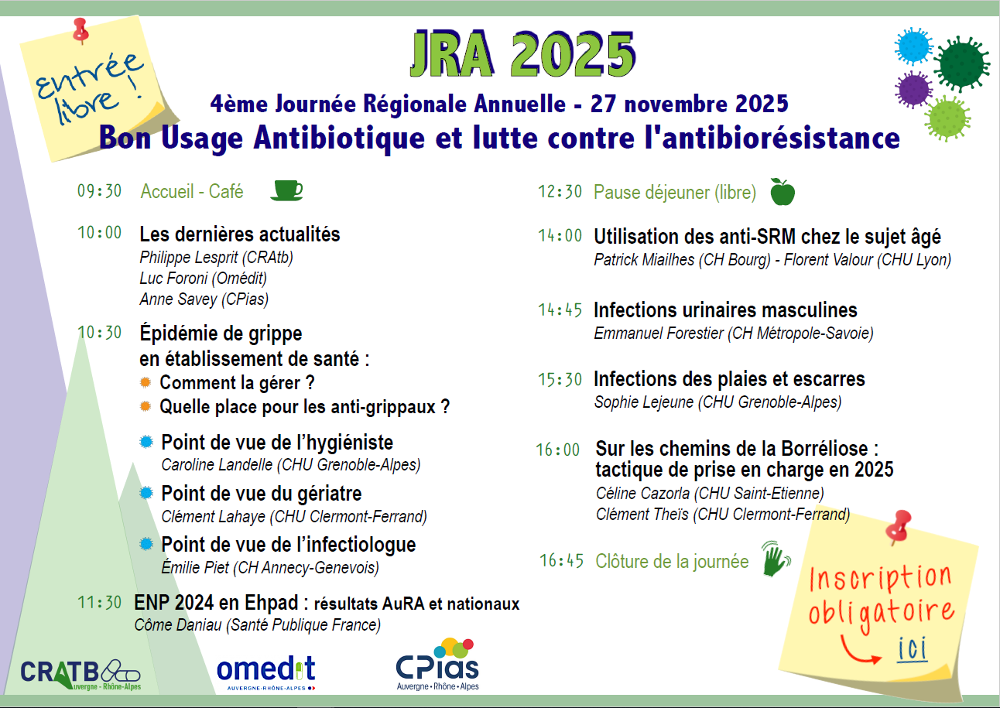 entrée
libre !
JRA 2025
4ème Journée Régionale Annuelle - 27 novembre 2025
Bon Usage Antibiotique et lutte contre l'antibiorésistance
09:30 Accueil - Café
10:00 Les dernières actualités
Philippe Lesprit (CRAtb)
Luc Foroni (Omédit)
Anne Savey (CPias)
10:30 Épidémie de grippe
en établissement de santé :
Comment la gérer ?
Quelle place pour les anti-grippaux ?
Point de vue de l'hygiéniste
Caroline Landelle (CHU Grenoble-Alpes)
Point de vue du gériatre
Clément Lahaye (CHU Clermont-Ferrand)
Point de vue de l'infectiologue
Émilie Piet (CH Annecy-Genevois)
11:30 ENP 2024 en Ehpad : résultats AuRA et nationaux
Côme Daniau (Santé Publique France)
12:30 Pause déjeuner (libre)
14:00 Utilisation des anti-SRM chez le sujet âgé
Patrick Miailhes (CH Bourg) - Florent Valour (CHU Lyon)
14:45 Infections urinaires masculines
Emmanuel Forestier (CH Métropole-Savoie)
15:30 Infections des plaies et escarres
Sophie Lejeune (CHU Grenoble-Alpes)
16:00 Sur les chemins de la Borréliose :
tactique de prise en charge en 2025
Céline Cazorla (CHU Saint-Etienne)
Clément Theïs (CHU Clermont-Ferrand)
16:45 Clôture de la journée
Inscription
obligatoire
ici
CRATB
Auvergne - Rhône-Alpes
omedit
AUVERGNE-RHÔNE-ALPES
CPias
Auvergne • Rhône • Alpes